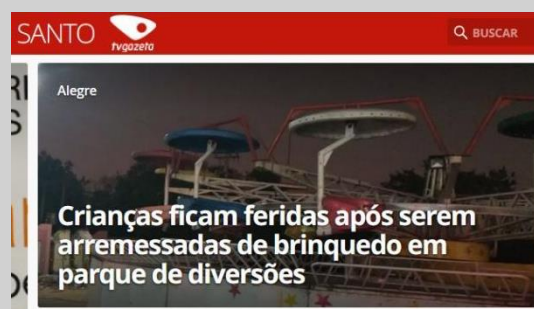 SANTO
tvgazeta
BUSCAR
Alegre
Crianças ficam feridas após serem
arremessadas de brinquedo em
parque de diversões